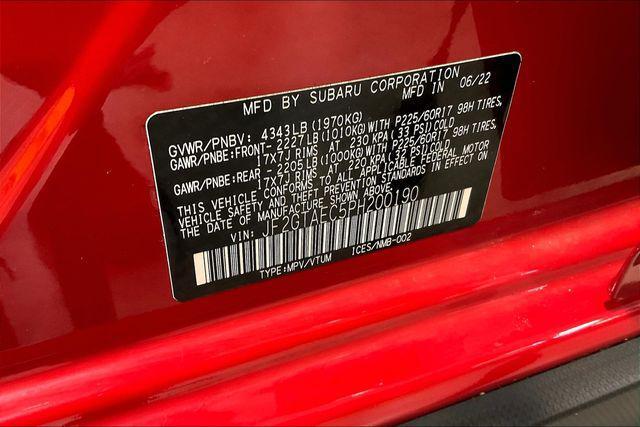 MFD BY SUBARU CORPORATION
MFD IN 06/22
GVWR/PNBV: 4343LB(1970KG)
GAWR/PNBE:FRONT-2227LB(1010KG)WITH P225/60R17 98H TIRES,
17X7J RIMS AT 230 KPA(33 PSI)COLD
GAWR/PNBE:REAR -2205LB(1000KG)WITH P225/60R17 98H TIRES,
17X7J RIMS AT 220 KPA(32 PSI)COLD
THIS VEHICLE CONFORMS TO ALL APPLICABLE FEDERAL MOTOR
VEHICLE SAFETY AND THEFT PREVENTION STANDARDS IN EFFECT ON
THE DATE OF MANUFACTURE SHOWN ABOVE.
VIN: JF2GTAEC5PH200190
TYPE:MPV/VTUM ICES/NMB-002